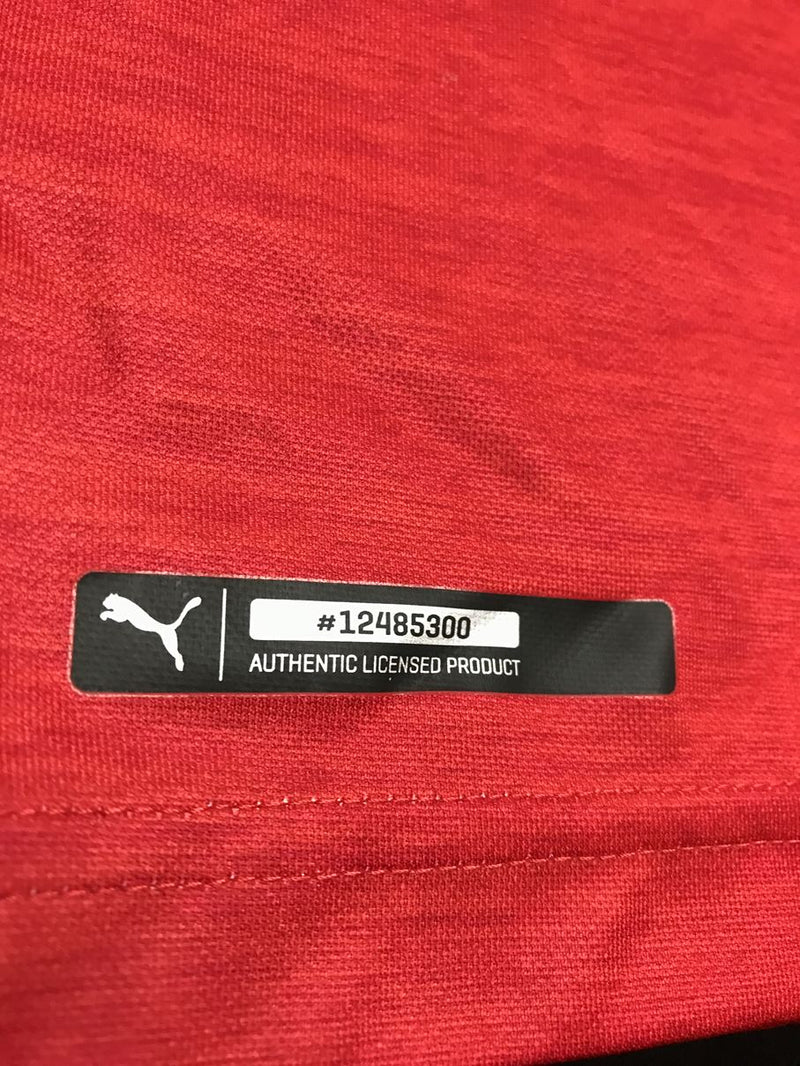 #12485300
AUTHENTIC LICENSED PRODUCT